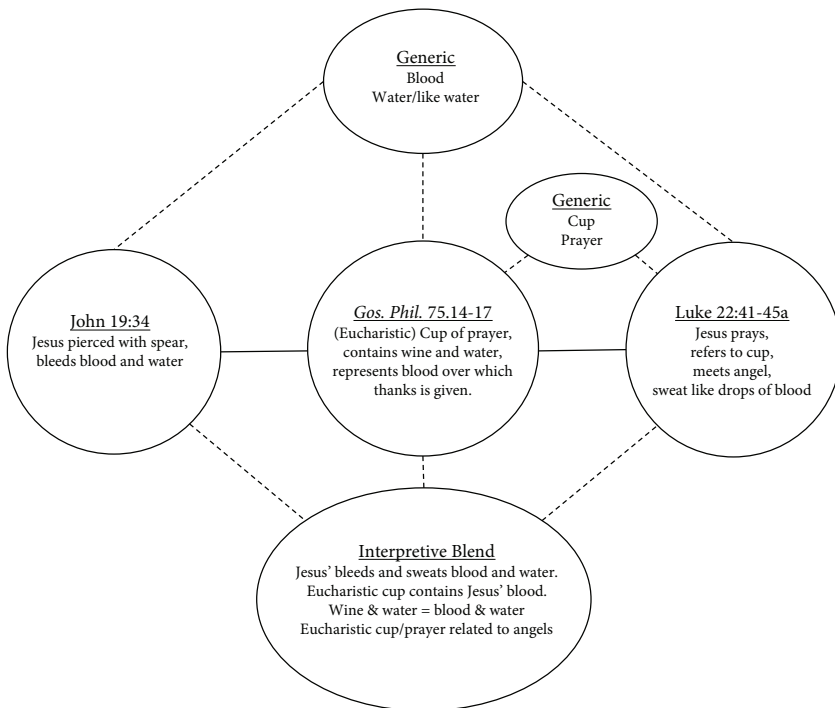 Generic
Blood
Water/like water
Generic
Cup
Prayer
John 19:34
Jesus pierced with spear,
bleeds blood and water
Gos. Phil. 75.14-17
(Eucharistic) Cup of prayer,
contains wine and water,
represents blood over which
thanks is given.
Luke 22:41-45a
Jesus prays,
refers to cup,
meets angel,
sweat like drops of blood
Interpretive Blend
Jesus’ bleeds and sweats blood and water.
Eucharistic cup contains Jesus’ blood.
Wine & water = blood & water
Eucharistic cup/prayer related to angels